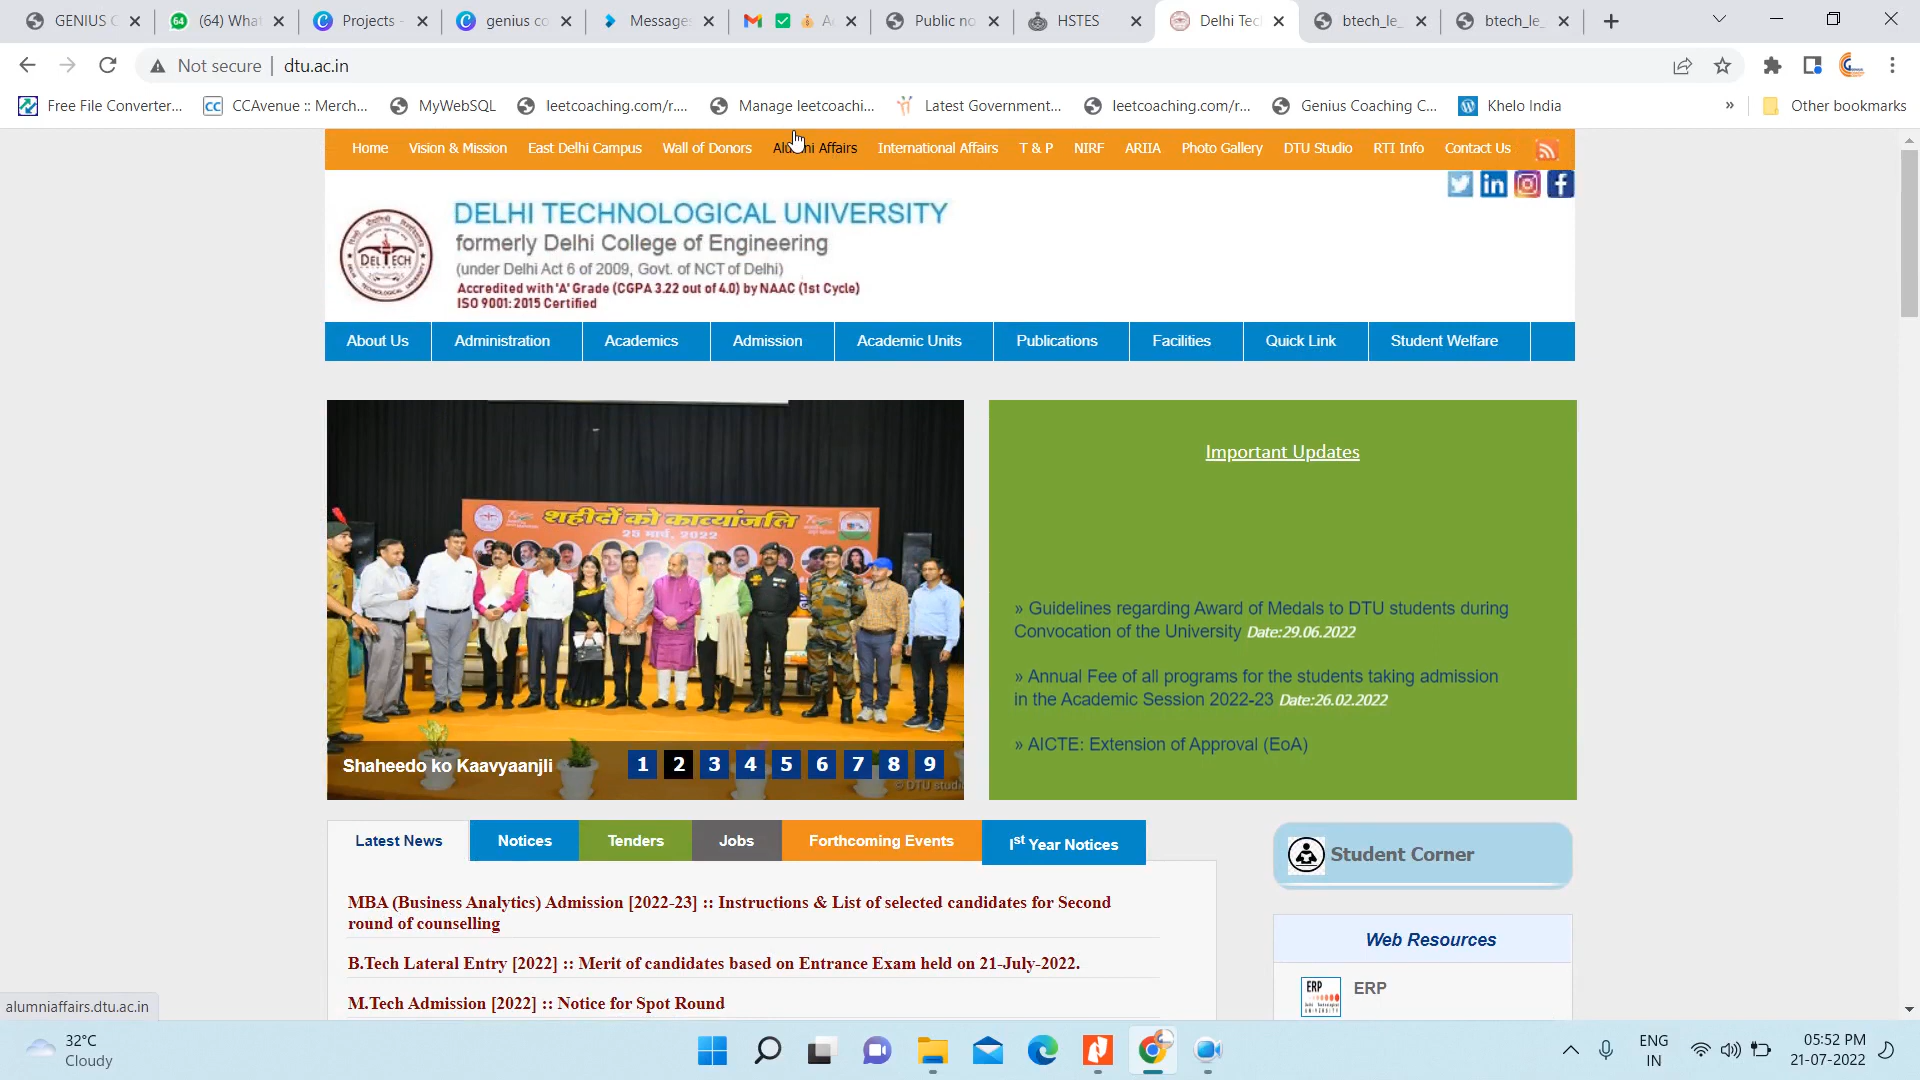 GENIUS C
(64) What
Projects -
genius co
Messages
Public no
HSTES
Delhi Tec
btech_le_
btech_le_
Not secure
dtu.ac.in
Free File Converter...
CCAvenue :: Merch...
MyWebSQL
leetcoaching.com/r....
Manage leetcoachi...
Latest Government...
leetcoaching.com/r...
Genius Coaching C...
Khelo India
»
Other bookmarks
Home Vision & Mission East Delhi Campus Wall of Donors Alumni Affairs International Affairs T & P NIRF ARIIA Photo Gallery DTU Studio RTI Info Contact Us
DELTECH
DELHI TECHNOLOGICAL UNIVERSITY
formerly Delhi College of Engineering
(under Delhi Act 6 of 2009, Govt. of NCT of Delhi)
Accredited with 'A' Grade (CGPA 3.22 out of 4.0) by NAAC (1st Cycle)
ISO 9001: 2015 Certified
About Us Administration Academics Admission Academic Units Publications Facilities Quick Link Student Welfare
शहीदों को काव्यांजलि
25 मार्च, 2022
Shaheedo ko Kaavyaanjli
1 2 3 4 5 6 7 8 9
© DTU studio
Important Updates
» Guidelines regarding Award of Medals to DTU students during
Convocation of the University Date:29.06.2022
» Annual Fee of all programs for the students taking admission
in the Academic Session 2022-23 Date:26.02.2022
» AICTE: Extension of Approval (EoA)
Latest News Notices Tenders Jobs Forthcoming Events Ist Year Notices
MBA (Business Analytics) Admission [2022-23] :: Instructions & List of selected candidates for Second
round of counselling
B.Tech Lateral Entry [2022] :: Merit of candidates based on Entrance Exam held on 21-July-2022.
M.Tech Admission [2022] :: Notice for Spot Round
Student Corner
Web Resources
ERP
ERP
alumniaffairs.dtu.ac.in
32°C
Cloudy
ENG
IN
05:52 PM
21-07-2022